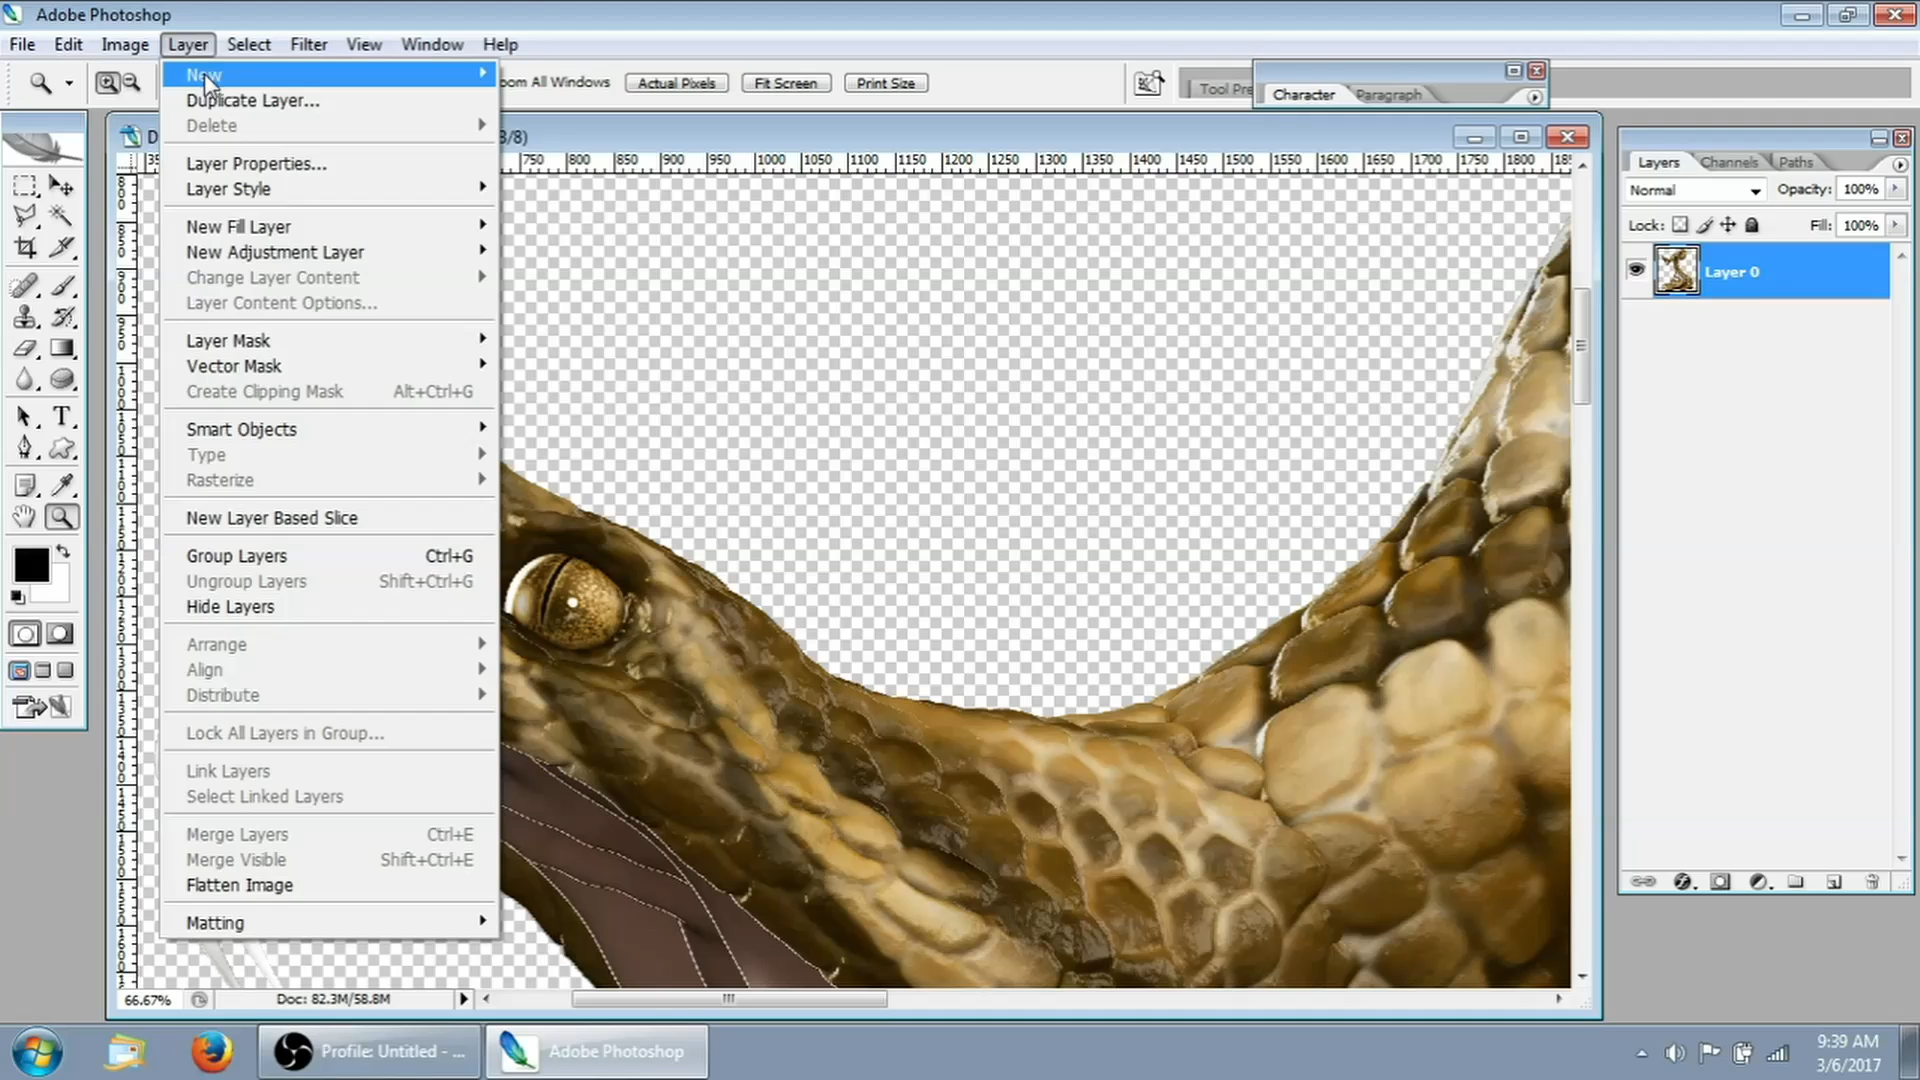 Adobe Photoshop
File Edit Image Layer Select Filter View Window Help
New
Duplicate Layer...
Delete
Layer Properties...
Layer Style
New Fill Layer
New Adjustment Layer
Change Layer Content
Layer Content Options...
Layer Mask
Vector Mask
Create Clipping Mask Alt+Ctrl+G
Smart Objects
Type
Rasterize
New Layer Based Slice
Group Layers Ctrl+G
Ungroup Layers Shift+Ctrl+G
Hide Layers
Arrange
Align
Distribute
Lock All Layers in Group...
Link Layers
Select Linked Layers
Merge Layers Ctrl+E
Merge Visible Shift+Ctrl+E
Flatten Image
Matting
All Windows Actual Pixels Fit Screen Print Size
Tool Character Paragraph
/8)
750 800 850 900 950 1000 1050 1100 1150 1200 1250 1300 1350 1400 1450 1500 1550 1600 1650 1700 1750 1800
Layers Channels Paths
Normal Opacity: 100%
Lock: Fill: 100%
Layer 0
66.67% Doc: 82.3M/58.8M
Profile: Untitled - ...
Adobe Photoshop
9:39 AM
3/6/2017